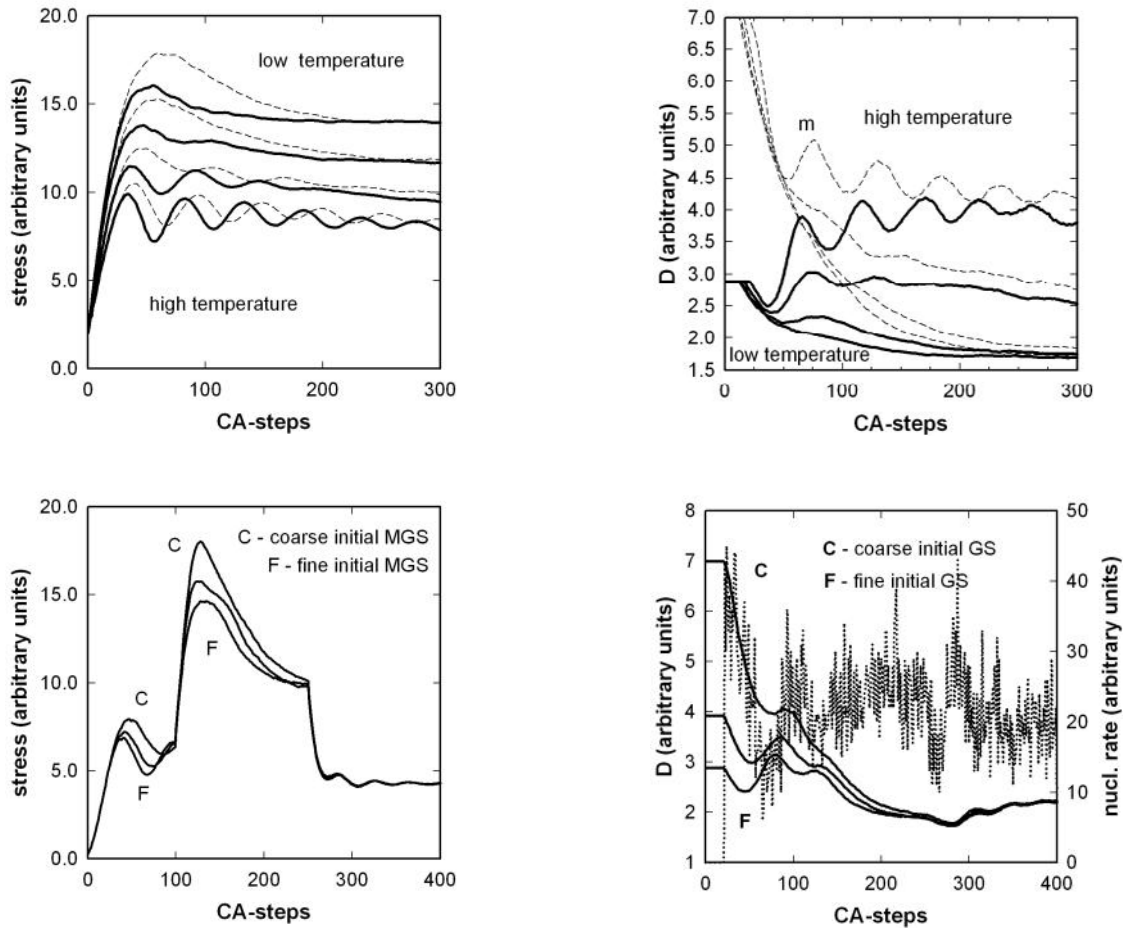 20.0
15.0
10.0
5.0
0.0
stress (arbitrary units)
low temperature
high temperature
0
100
200
300
CA-steps
7.0
6.5
6.0
5.5
5.0
4.5
4.0
3.5
3.0
2.5
2.0
1.5
D (arbitrary units)
m
high temperature
low temperature
0
100
200
300
CA-steps
20.0
15.0
10.0
5.0
0.0
stress (arbitrary units)
C
C - coarse initial MGS
F - fine initial MGS
F
C
F
0
100
200
300
400
CA-steps
8
7
6
5
4
3
2
1
D (arbitrary units)
C - coarse initial GS
C
F - fine initial GS
F
50
40
30
20
10
0
nucl. rate (arbitrary units)
0
100
200
300
400
CA-steps